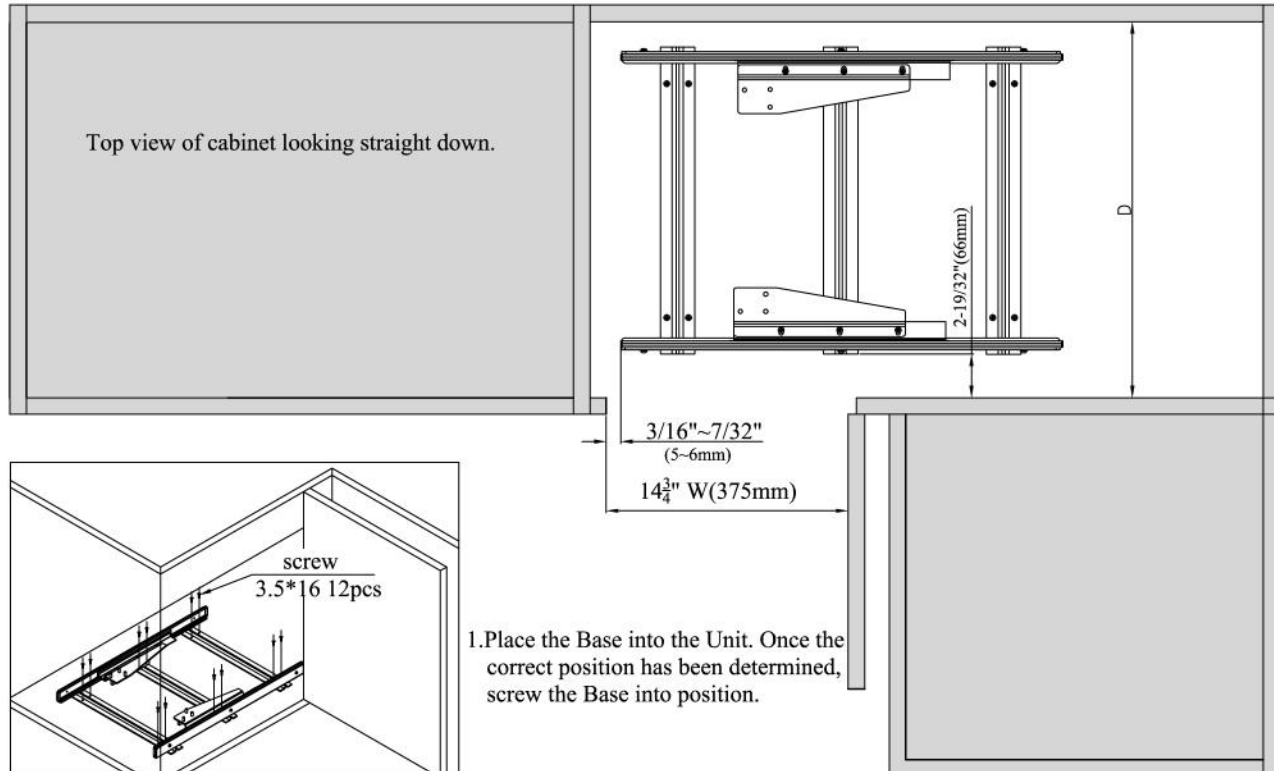 Top view of cabinet looking straight down.
D
2-19/32"(66mm)
3/16"~7/32"
(5~6mm)
14¾" W(375mm)
screw
3.5*16 12pcs
1.Place the Base into the Unit. Once the
correct position has been determined,
screw the Base into position.